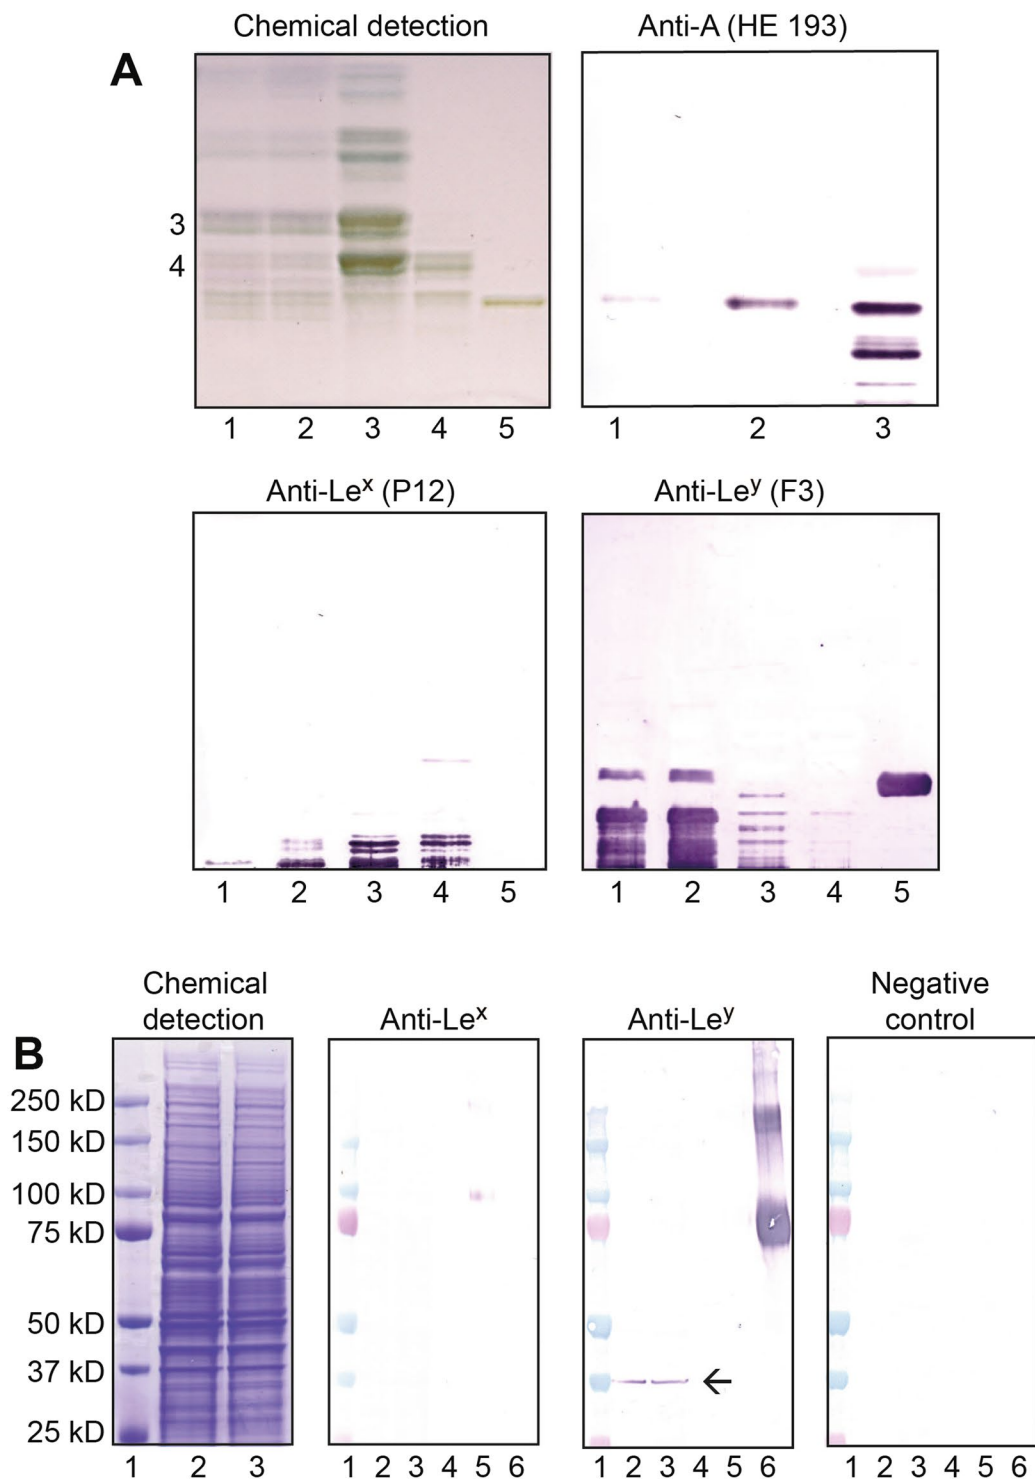 Chemical detection
Anti-A (HE 193)
A
3
4
1 2 3 4 5
1 2 3
Anti-Leˣ (P12)
Anti-Leʸ (F3)
1 2 3 4 5
1 2 3 4 5
Chemical
detection
Anti-Leˣ
Anti-Leʸ
Negative
control
B
250 kD
150 kD
100 kD
75 kD
50 kD
37 kD
25 kD
1 2 3
1 2 3 4 5 6
1 2 3 4 5 6
1 2 3 4 5 6